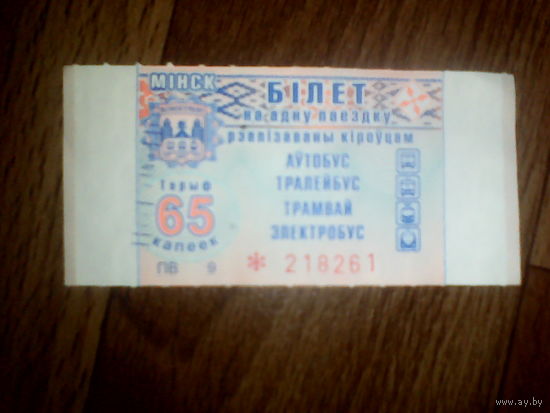 МІНСК
БІЛЕТ
на адну паездку
рэалізаваны кіроўцам
АЎТОБУС
ТРАЛЕЙБУС
ТРАМВАЙ
ЭЛЕКТРОБУС
Тарыф
65
капеек
ПВ 9
* 218261
www.ay.by